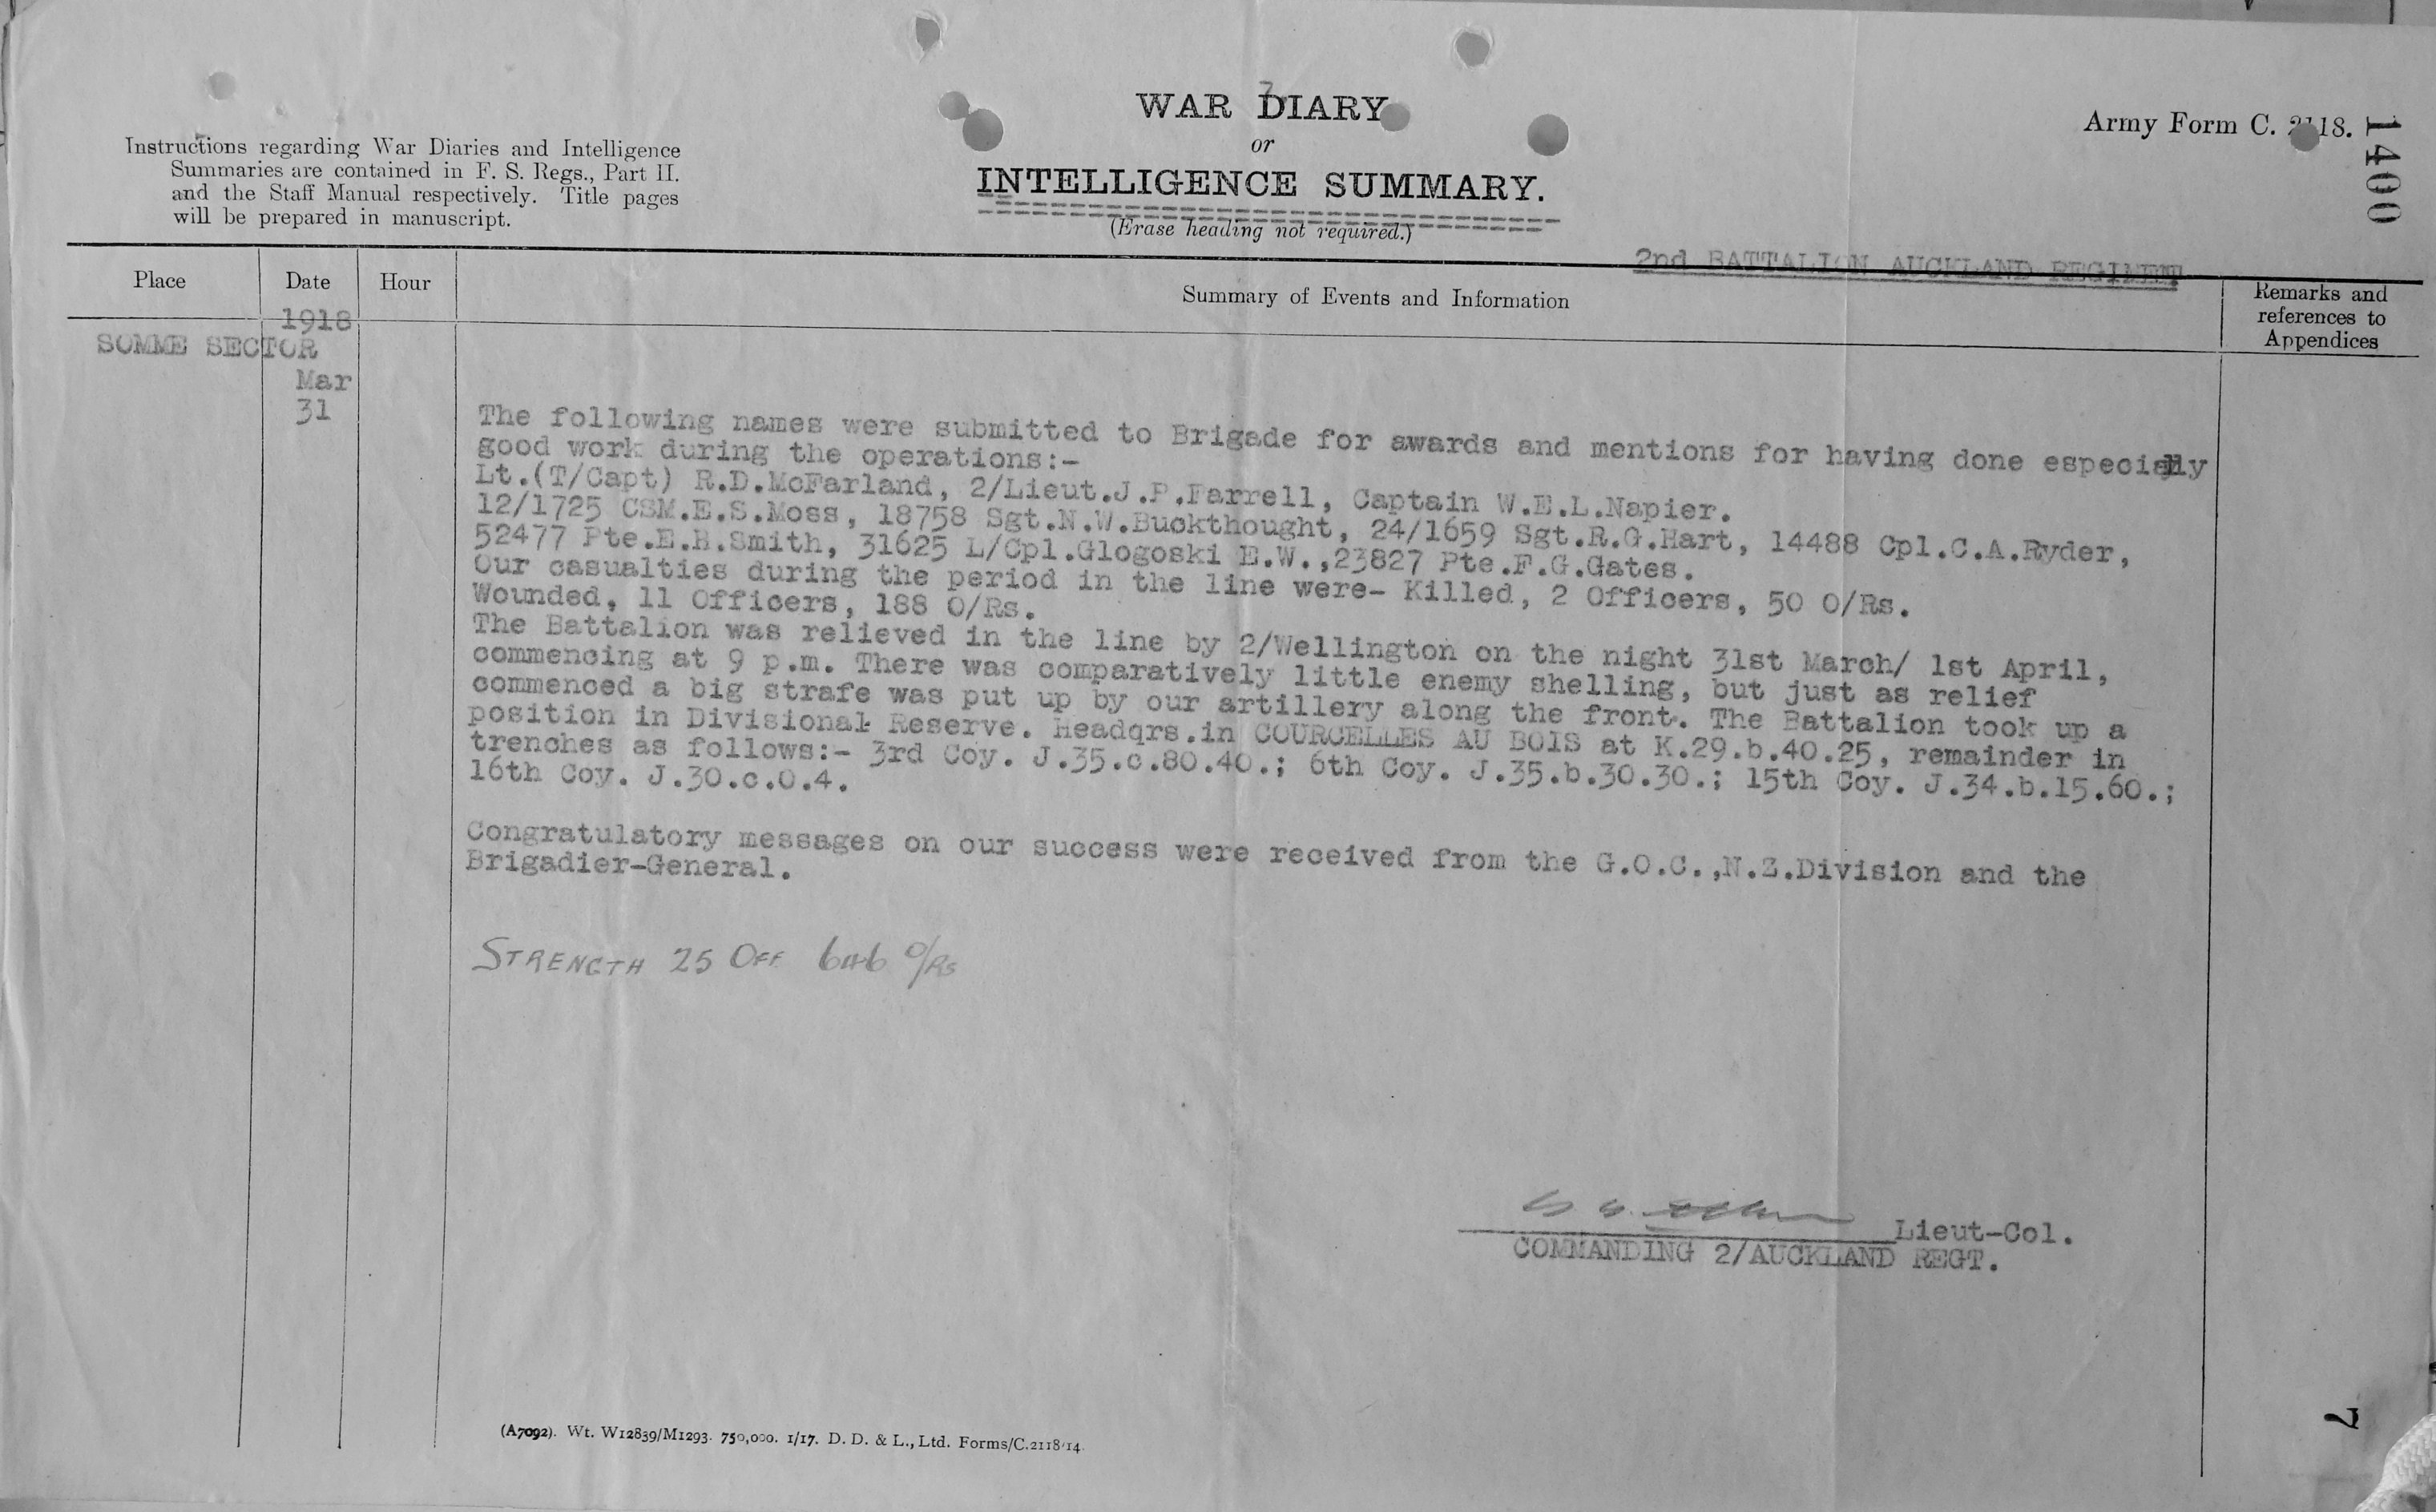 7
WAR DIARY
or
INTELLIGENCE SUMMARY.
(Erase heading not required.)
Army Form C. 2118.
1400
Instructions regarding War Diaries and Intelligence
Summaries are contained in F. S. Regs., Part II.
and the Staff Manual respectively. Title pages
will be prepared in manuscript.
2nd BATTALION AUCKLAND REGIMENT
Place
Date
Hour
Summary of Events and Information
Remarks and
references to
Appendices
1918
SOMME SECTOR
Mar
31
The following names were submitted to Brigade for awards and mentions for having done especially
good work during the operations:-
Lt.(T/Capt) R.D.McFarland, 2/Lieut.J.P.Farrell, Captain W.E.L.Napier.
12/1725 CSM.E.S.Moss, 18758 Sgt.N.W.Buckthought, 24/1659 Sgt.R.G.Hart, 14488 Cpl.C.A.Ryder,
52477 Pte.E.H.Smith, 31625 L/Cpl.Glogoski E.W.,23827 Pte.F.G.Gates.
Our casualties during the period in the line were- Killed, 2 Officers, 50 O/Rs.
Wounded, 11 Officers, 188 O/Rs.
The Battalion was relieved in the line by 2/Wellington on the night 31st March/ 1st April,
commencing at 9 p.m. There was comparatively little enemy shelling, but just as relief
commenced a big strafe was put up by our artillery along the front. The Battalion took up a
position in Divisional Reserve. Headqrs.in COURCELLES AU BOIS at K.29.b.40.25, remainder in
trenches as follows:- 3rd Coy. J.35.c.80.40.; 6th Coy. J.35.b.30.30.; 15th Coy. J.34.b.15.60.;
16th Coy. J.30.c.0.4.
Congratulatory messages on our success were received from the G.O.C.,N.Z.Division and the
Brigadier-General.
STRENGTH 25 OFF 646 O/Rs
Lieut-Col.
COMMANDING 2/AUCKLAND REGT.
(A7092). Wt. W12839/M1293. 750,000. 1/17. D. D. & L., Ltd. Forms/C.2118/14.
7